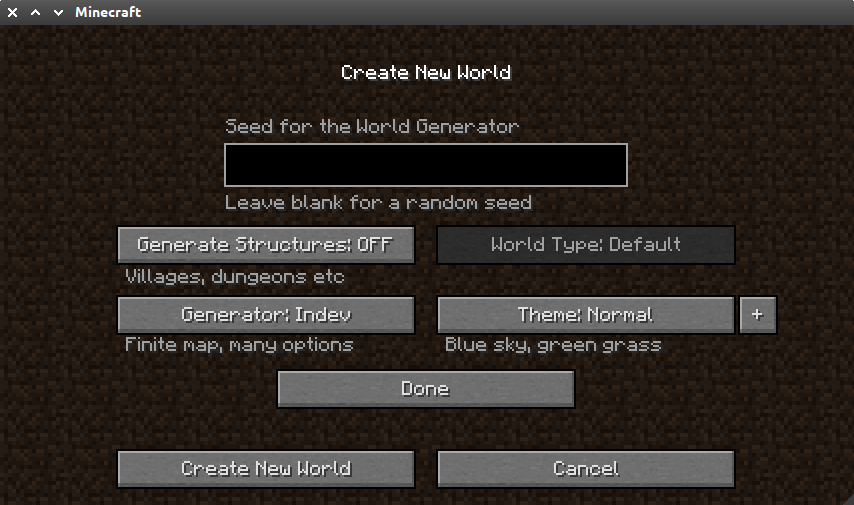 Minecraft
Create New World
Seed for the World Generator
Leave blank for a random seed
Generate Structures: OFF
World Type: Default
Villages, dungeons etc
Generator: Indev
Theme: Normal
+
Finite map, many options
Blue sky, green grass
Done
Create New World
Cancel